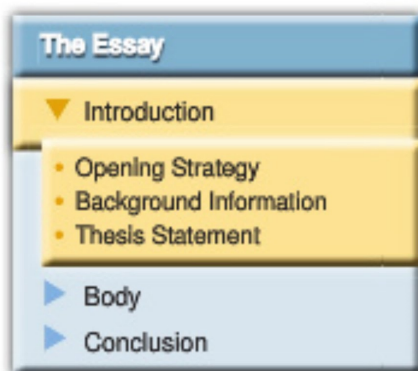 The Essay
Introduction
Opening Strategy
Background Information
Thesis Statement
Body
Conclusion